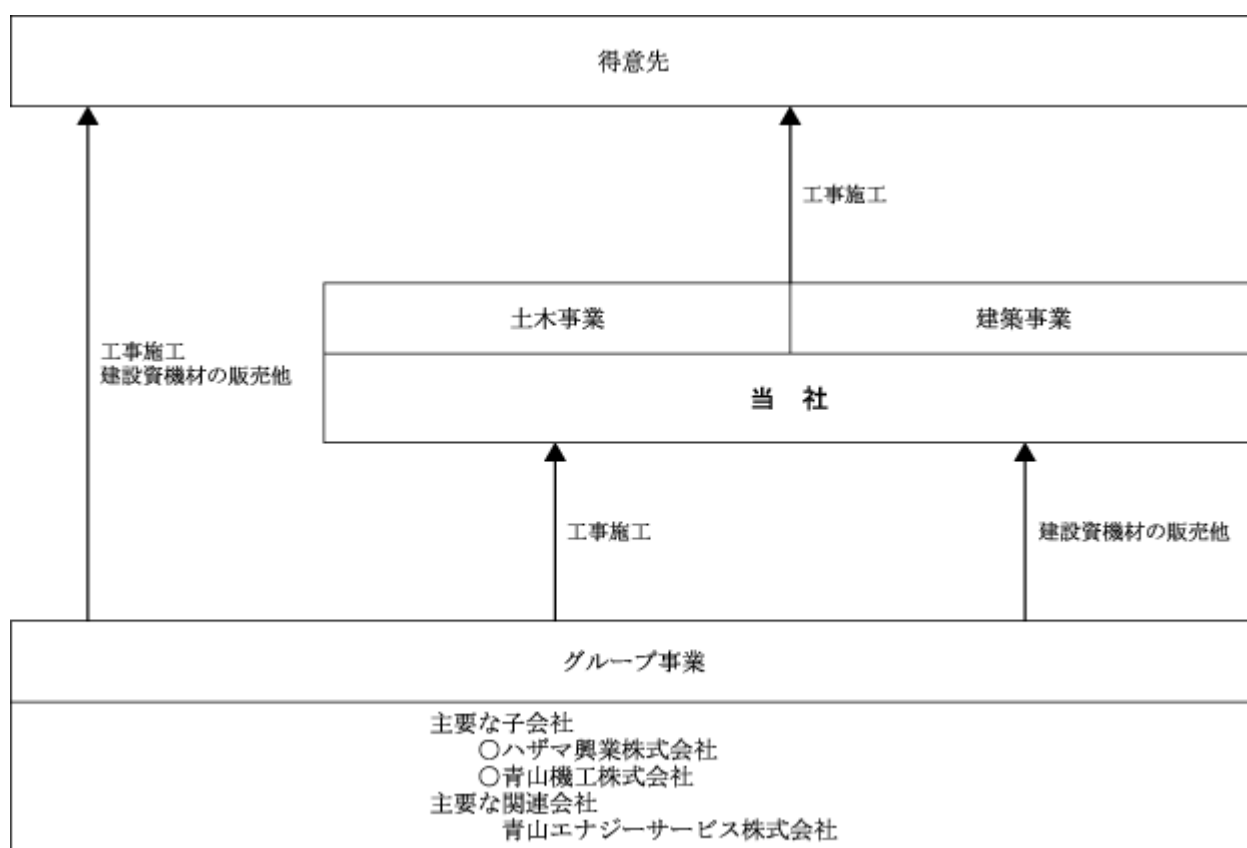 得意先
工事施工
土木事業
建築事業
工事施工
建設資機材の販売他
当 社
工事施工
建設資機材の販売他
グループ事業
主要な子会社
○ハザマ興業株式会社
○青山機工株式会社
主要な関連会社
青山エナジーサービス株式会社